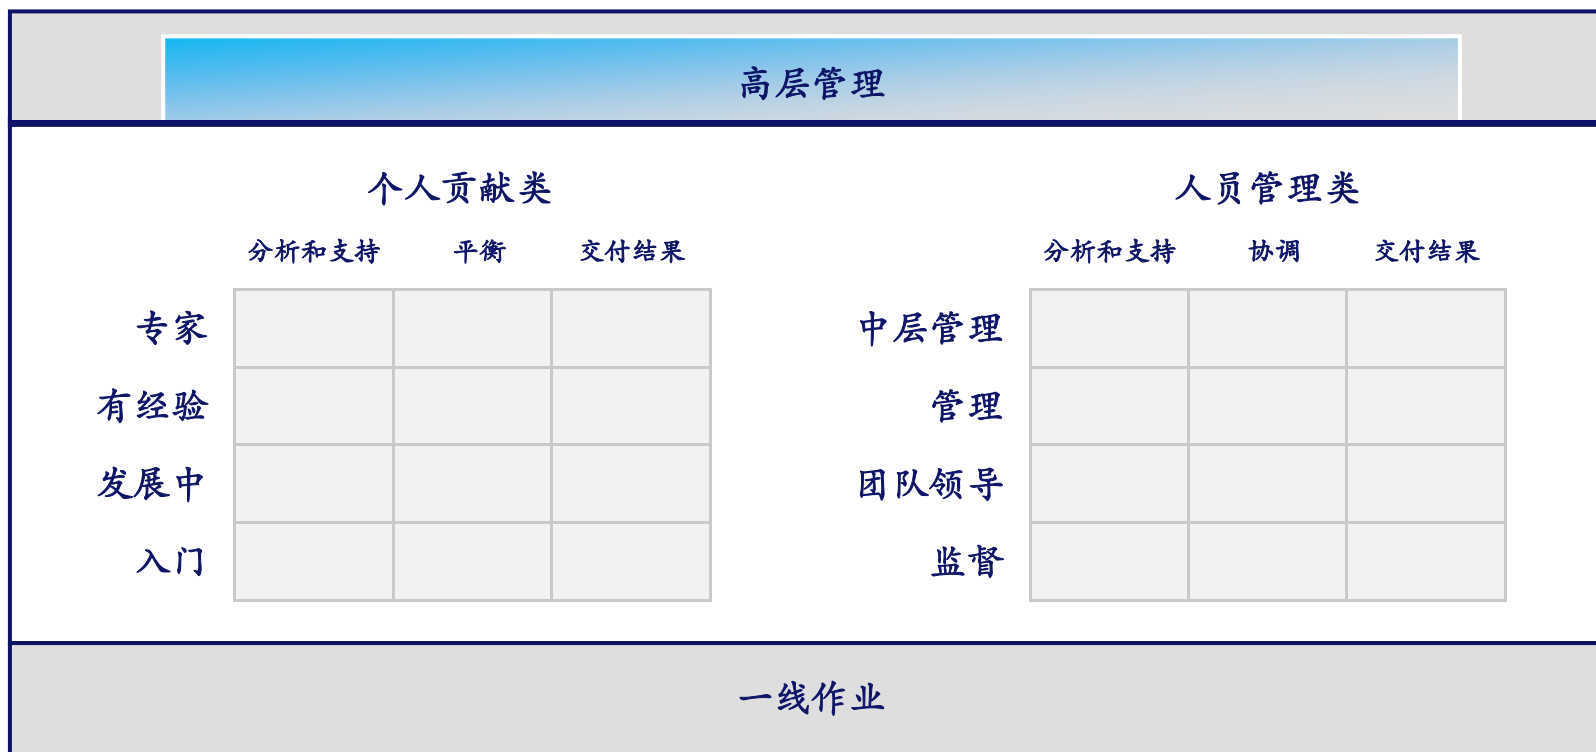 高层管理
个人贡献类 人员管理类
分析和支持 平衡 交付结果 分析和支持 协调 交付结果
专家 中层管理
有经验 管理
发展中 团队领导
入门 监督
一线作业